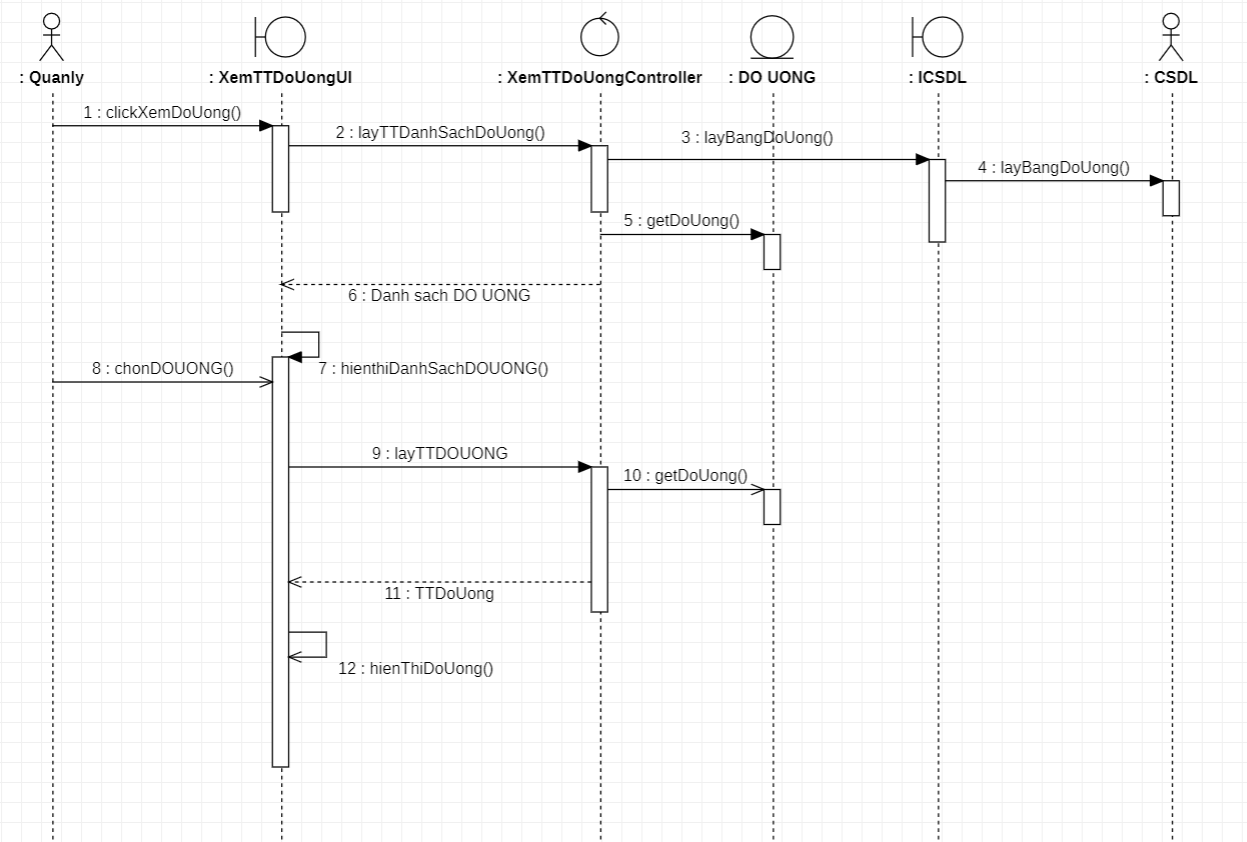 : Quanly
: XemTTDoUongUI
: XemTTDoUongController
: DO UONG
: ICSDL
: CSDL
1 : clickXemDoUong()
2 : layTTDanhSachDoUong()
3 : layBangDoUong()
4 : layBangDoUong()
5 : getDoUong()
6 : Danh sach DO UONG
7 : hienthiDanhSachDOUONG()
8 : chonDOUONG()
9 : layTTDOUONG
10 : getDoUong()
11 : TTDoUong
12 : hienThiDoUong()